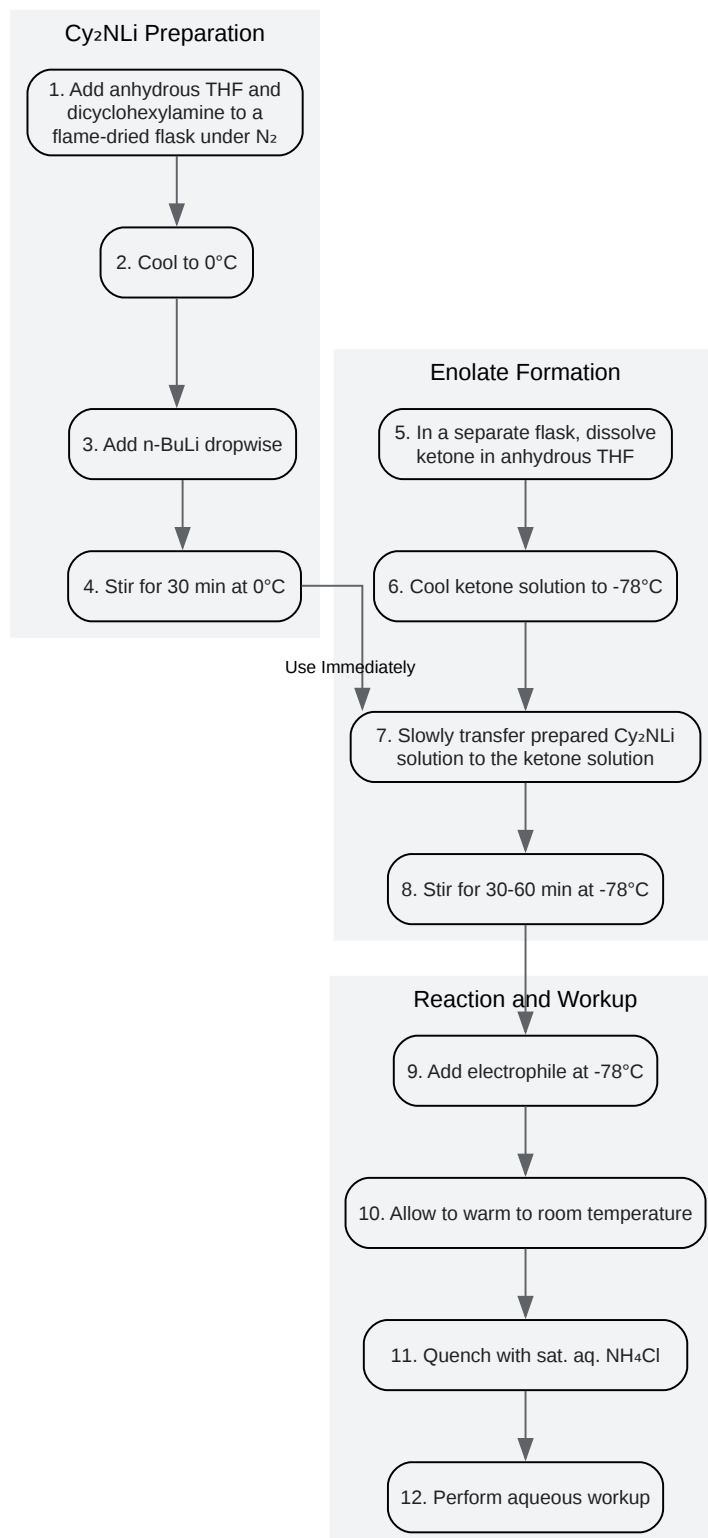 Cy₂NLi Preparation
1. Add anhydrous THF and
dicyclohexylamine to a
flame-dried flask under N₂
2. Cool to 0°C
3. Add n-BuLi dropwise
4. Stir for 30 min at 0°C
Use Immediately
Enolate Formation
5. In a separate flask, dissolve
ketone in anhydrous THF
6. Cool ketone solution to -78°C
7. Slowly transfer prepared Cy₂NLi
solution to the ketone solution
8. Stir for 30-60 min at -78°C
Reaction and Workup
9. Add electrophile at -78°C
10. Allow to warm to room temperature
11. Quench with sat. aq. NH₄Cl
12. Perform aqueous workup